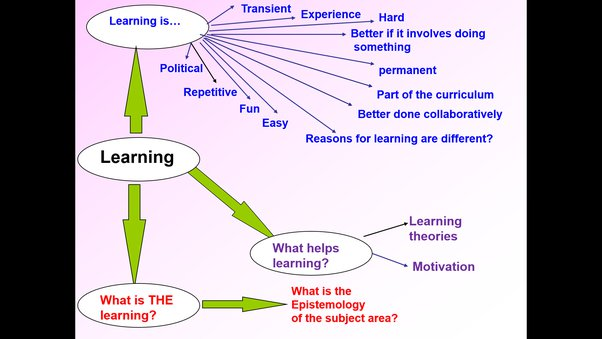 Learning is…
Transient
Experience
Hard
Better if it involves doing
something
permanent
Part of the curriculum
Better done collaboratively
Reasons for learning are different?
Political
Repetitive
Fun
Easy
Learning
What helps
learning?
Learning
theories
Motivation
What is THE
learning?
What is the
Epistemology
of the subject area?